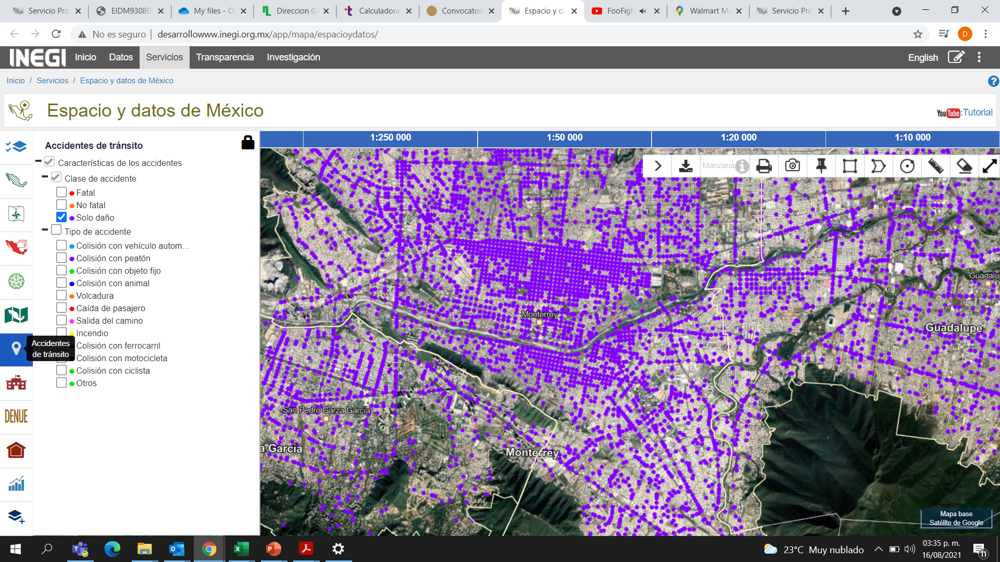 Servicio Pro
EIDM93080
My files - O
Direccion G
Calculadora
Convocatori
Espacio y da
FooFigh
Walmart Mo
Servicio Pro
No es seguro
desarrollowww.inegi.org.mx/app/mapa/espacioydatos/
D
INEGI
Inicio
Datos
Servicios
Transparencia
Investigación
English
Inicio / Servicios / Espacio y datos de México
?
Espacio y datos de México
YouTube:Tutorial
Accidentes de tránsito
Características de los accidentes
Clase de accidente
Fatal
No fatal
Solo daño
Tipo de accidente
Colisión con vehículo autom...
Colisión con peatón
Colisión con objeto fijo
Colisión con animal
Volcadura
Caída de pasajero
Salida del camino
Incendio
Colisión con ferrocarril
Colisión con motocicleta
Colisión con ciclista
Otros
Accidentes
de tránsito
DENUE
1:250 000
1:50 000
1:20 000
1:10 000
Manzana
Guadalu
Monterrey
Guadalupe
San Pedro Garza García
a García
Monterrey
Mapa base
Satélite de Google
23°C Muy nublado
03:35 p. m.
16/08/2021
11